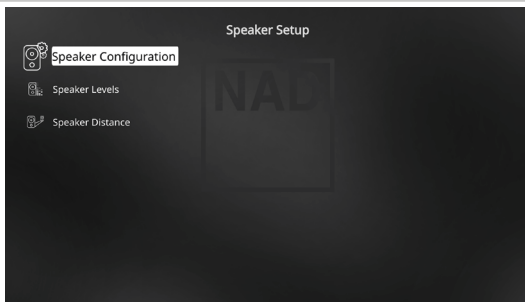 Speaker Setup
Speaker Configuration
Speaker Levels
Speaker Distance
NAD